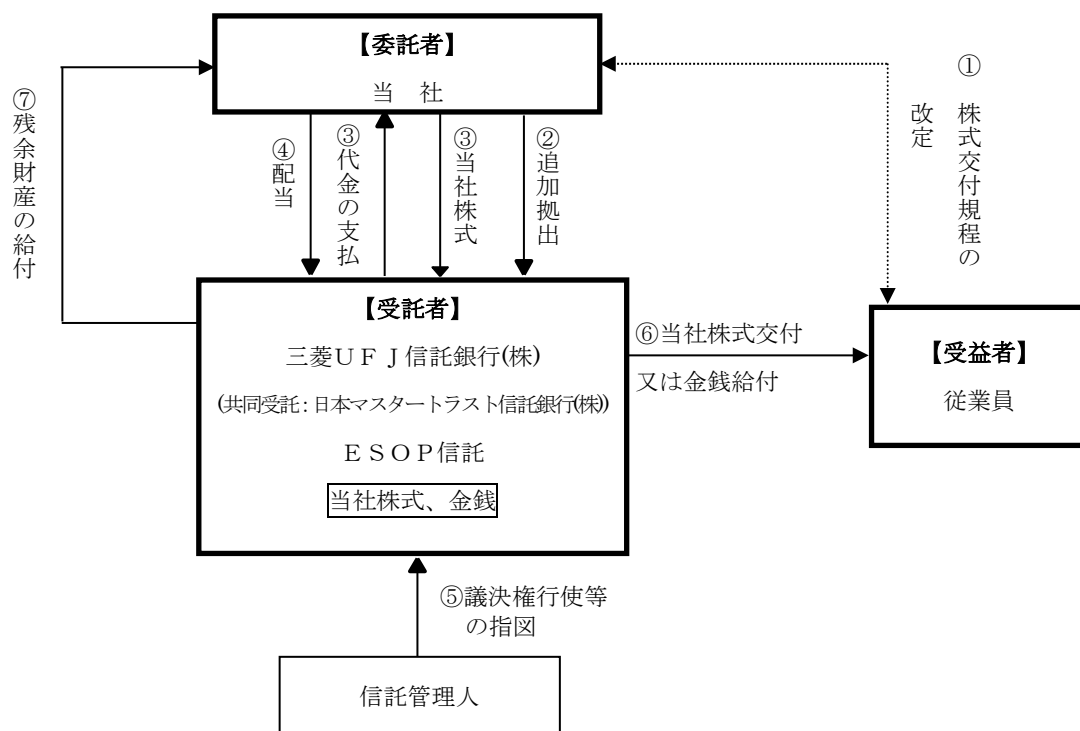 【委託者】
当 社
① 株式交付規程の
改定
⑦残余財産の給付
④配当
③代金の支払
③当社株式
②追加拠出
【受託者】
三菱UFJ信託銀行(株)
(共同受託:日本マスタートラスト信託銀行(株))
ESOP信託
当社株式、金銭
⑥当社株式交付
又は金銭給付
【受益者】
従業員
⑤議決権行使等
の指図
信託管理人